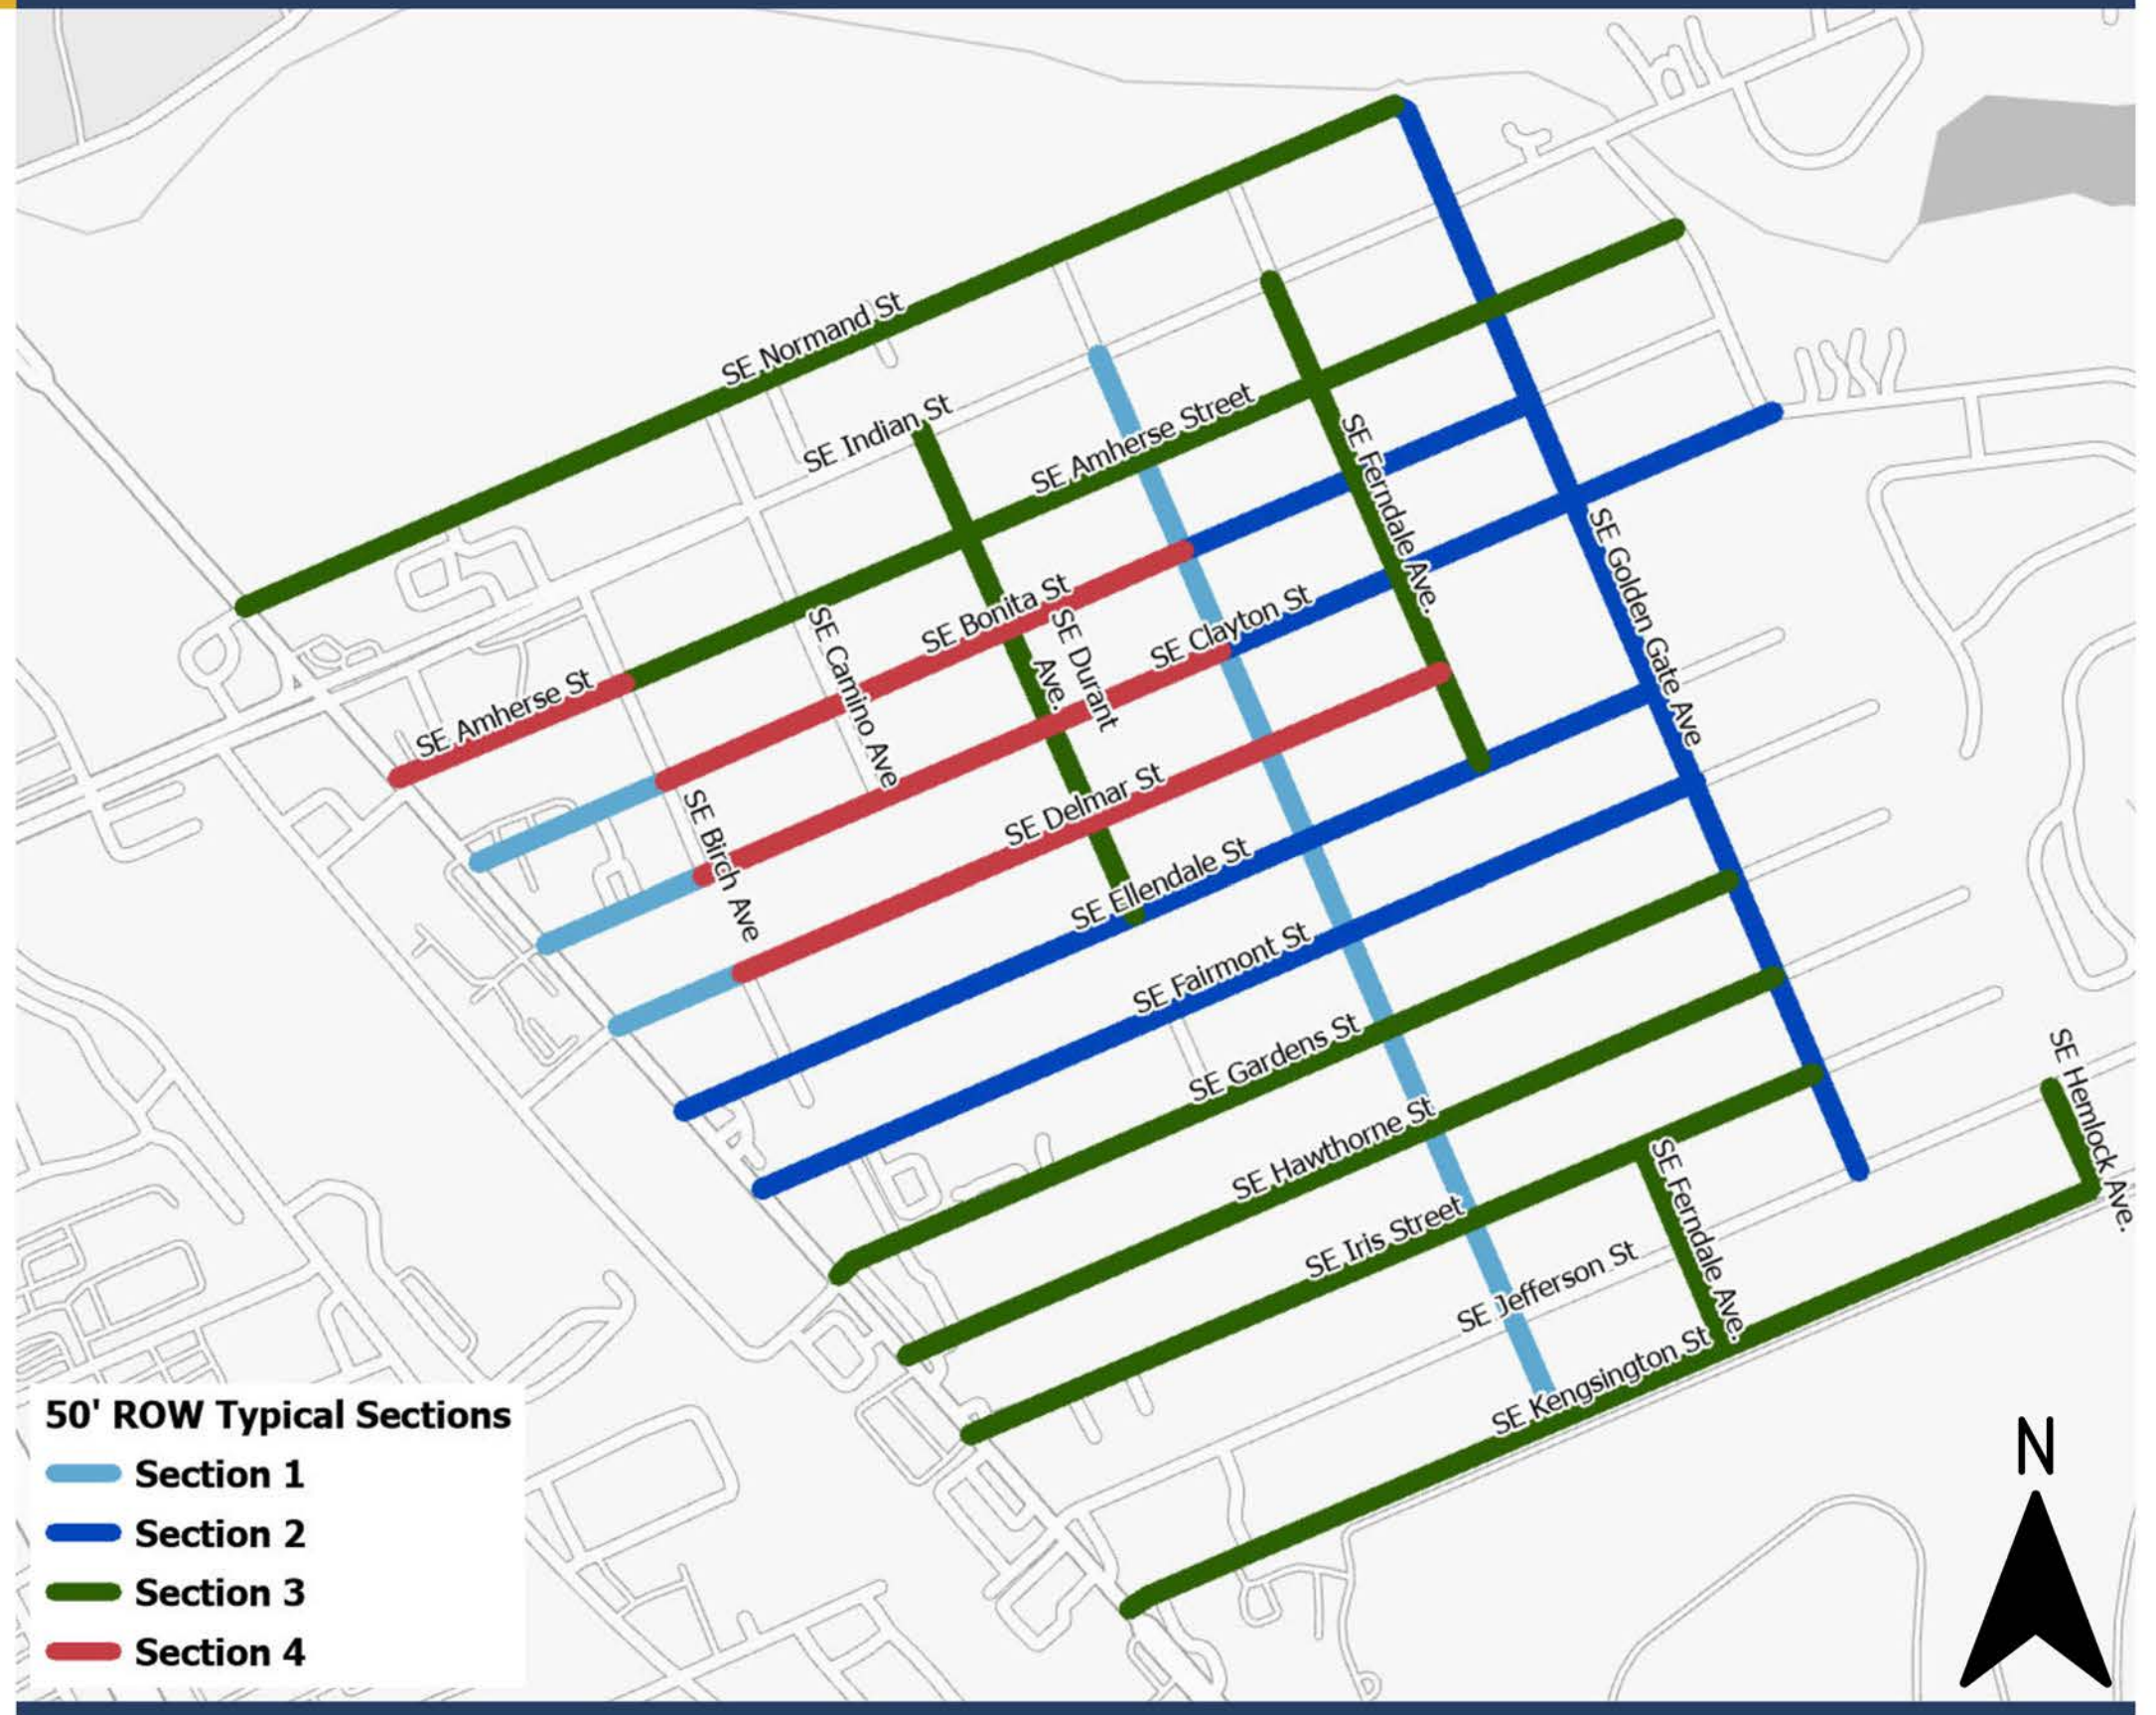 SE Normand St
SE Indian St
SE Amherse Street
SE Ferndale Ave.
SE Golden Gate Ave
SE Bonita St
SE Durant
Ave.
SE Clayton St
SE Camino Ave
SE Amherse St
SE Birch Ave
SE Delmar St
SE Ellendale St
SE Fairmont St
SE Gardens St
SE Hawthorne St
SE Iris Street
SE Jefferson St
SE Ferndale Ave.
SE Hemlock Ave.
SE Kengsington St
50' ROW Typical Sections
Section 1
Section 2
Section 3
Section 4
N